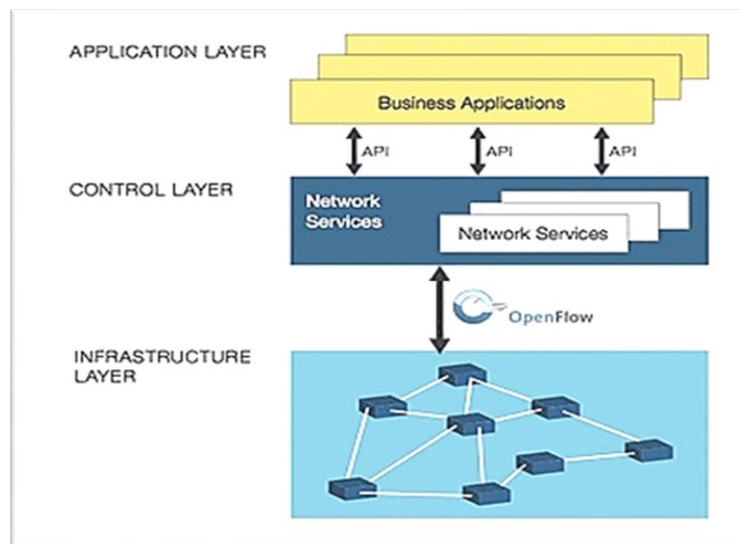 APPLICATION LAYER
Business Applications
API
API
API
CONTROL LAYER
Network
Services
Network Services
OpenFlow
INFRASTRUCTURE
LAYER